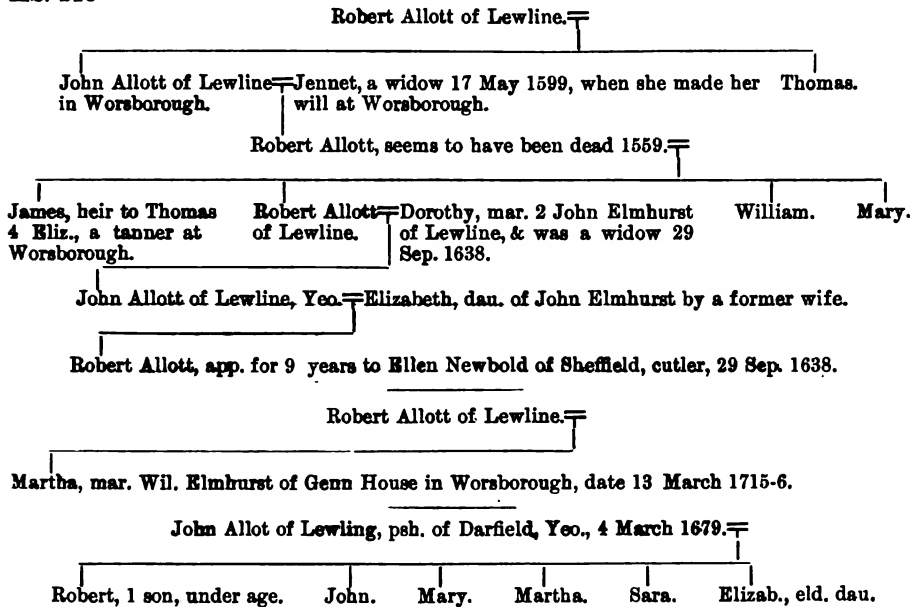 Robert Allott of Lewline.
John Allott of Lewline Jennet, a widow 17 May 1599, when she made her Thomas.
in Worsborough. will at Worsborough.
Robert Allott, seems to have been dead 1559.
James, heir to Thomas Robert Allott Dorothy, mar. 2 John Elmhurst William. Mary.
4 Eliz., a tanner at of Lewline. of Lewline, & was a widow 29
Worsborough. Sep. 1638.
John Allott of Lewline, Yeo. Elizabeth, dau. of John Elmhurst by a former wife.
Robert Allott, app. for 9 years to Ellen Newbold of Sheffield, cutler, 29 Sep. 1638.
Robert Allott of Lewline.
Martha, mar. Wil. Elmhurst of Genn House in Worsborough, date 13 March 1715-6.
John Allot of Lewling, psh. of Darfield, Yeo., 4 March 1679.
Robert, 1 son, under age. John. Mary. Martha. Sara. Elizab., eld. dau.